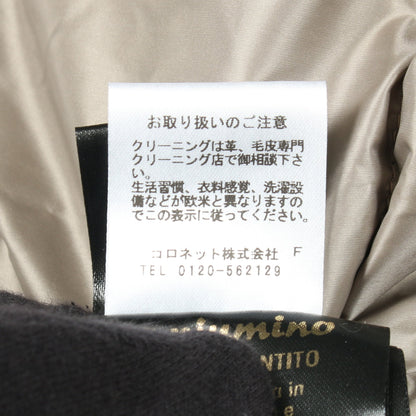 お取り扱いのご注意
クリーニングは革、毛皮専門
クリーニング店で御相談下さ
い。
生活習慣、衣料感覚、洗濯設
備などが欧米と異なりますので
でこの表示に従って下さい。
コロネット株式会社 F
TEL 0120-562129
in